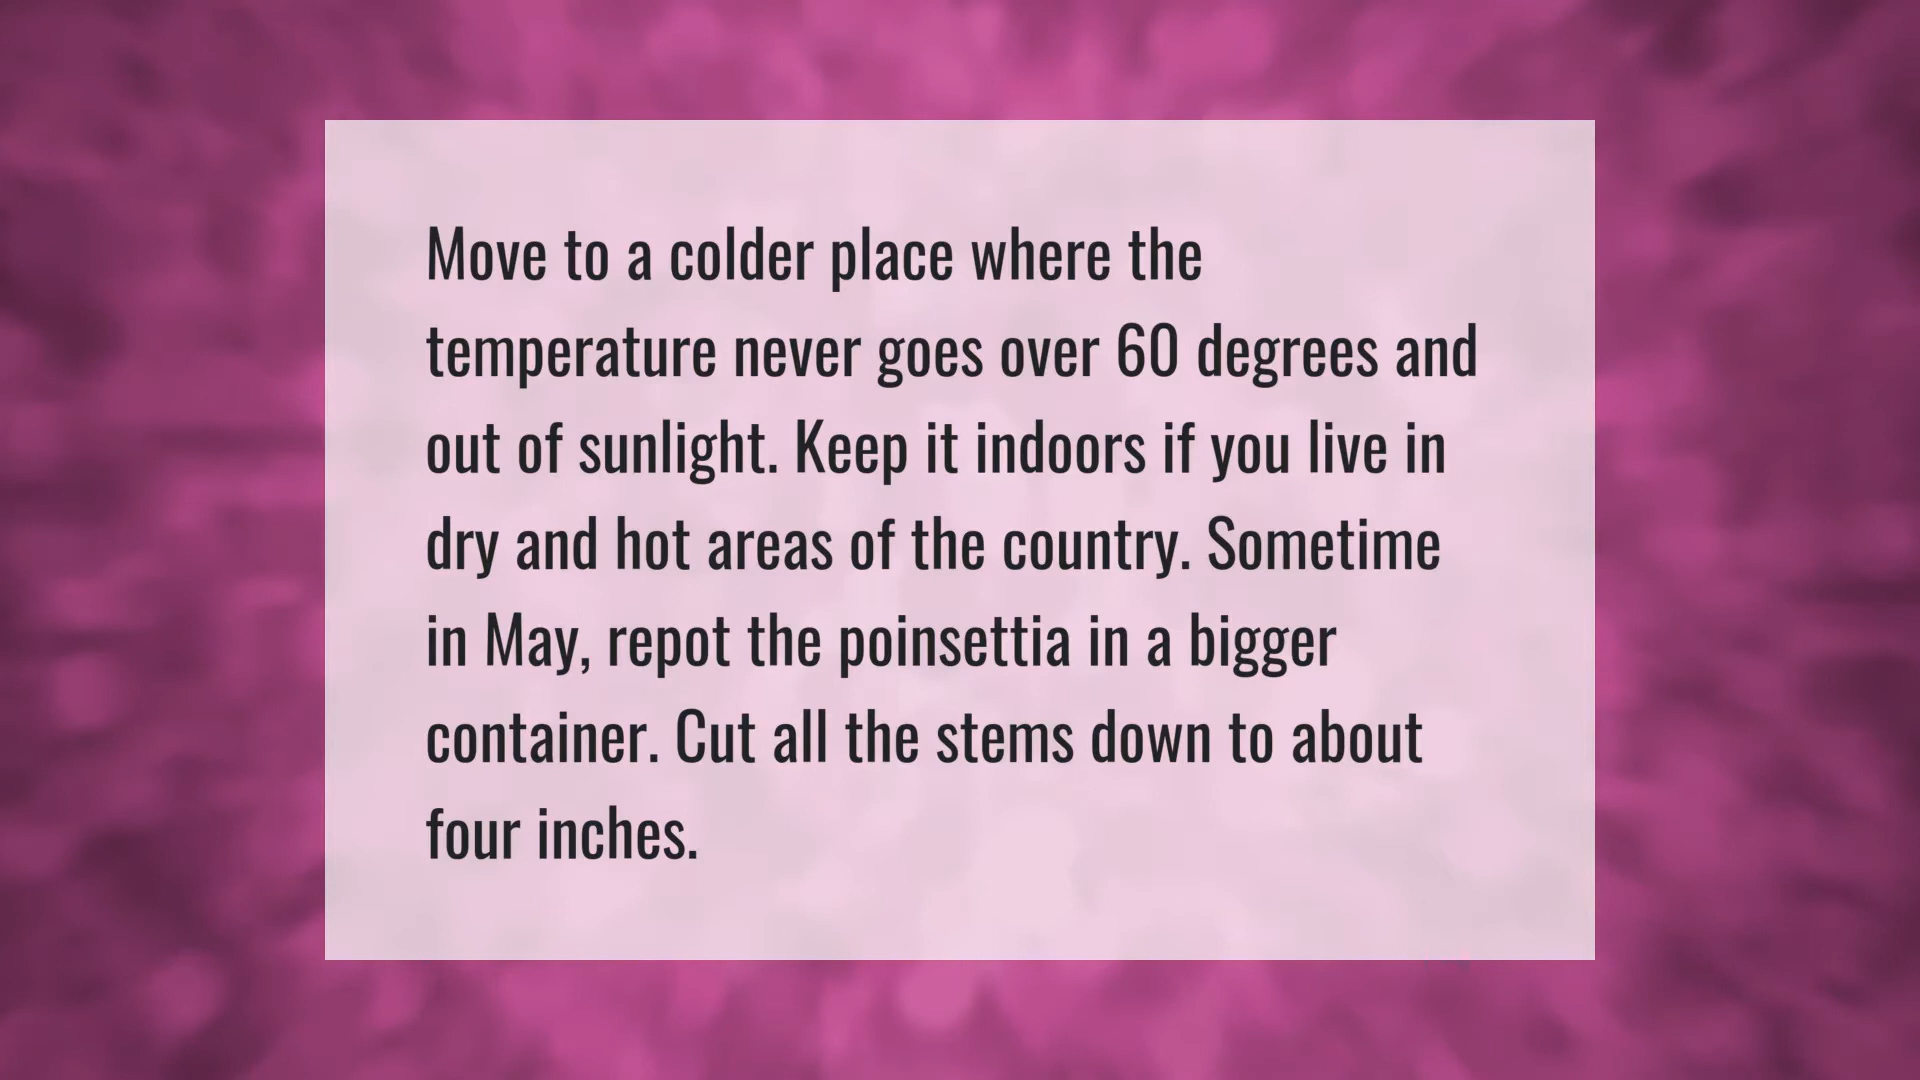 Move to a colder place where the
temperature never goes over 60 degrees and
out of sunlight. Keep it indoors if you live in
dry and hot areas of the country. Sometime
in May, repot the poinsettia in a bigger
container. Cut all the stems down to about
four inches.